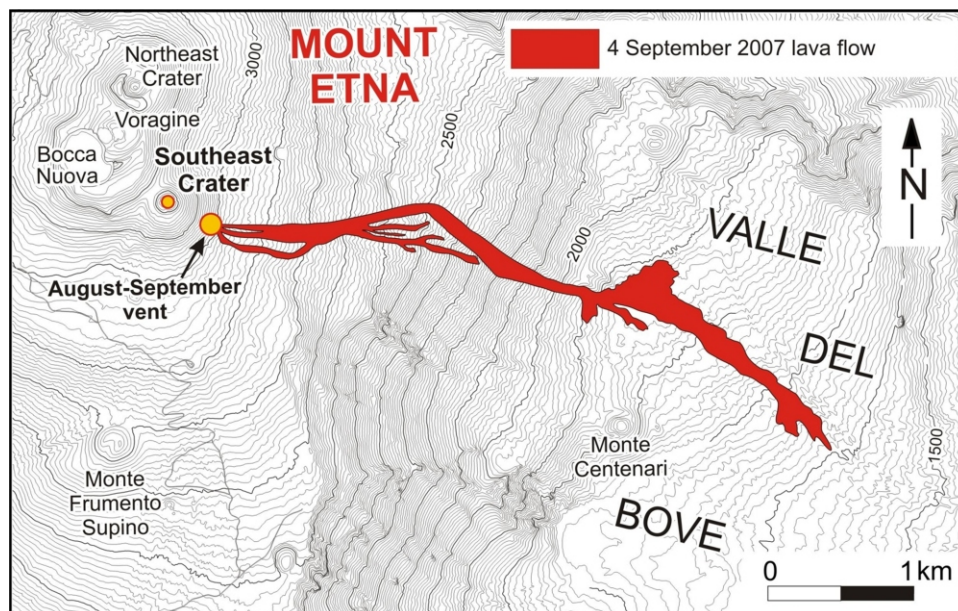 MOUNT
ETNA
4 September 2007 lava flow
Northeast
Crater
Voragine
Bocca
Nuova
Southeast
Crater
3000
2500
2000
1500
N
August-September
vent
VALLE
DEL
BOVE
Monte
Centenari
Monte
Frumento
Supino
0 1 km